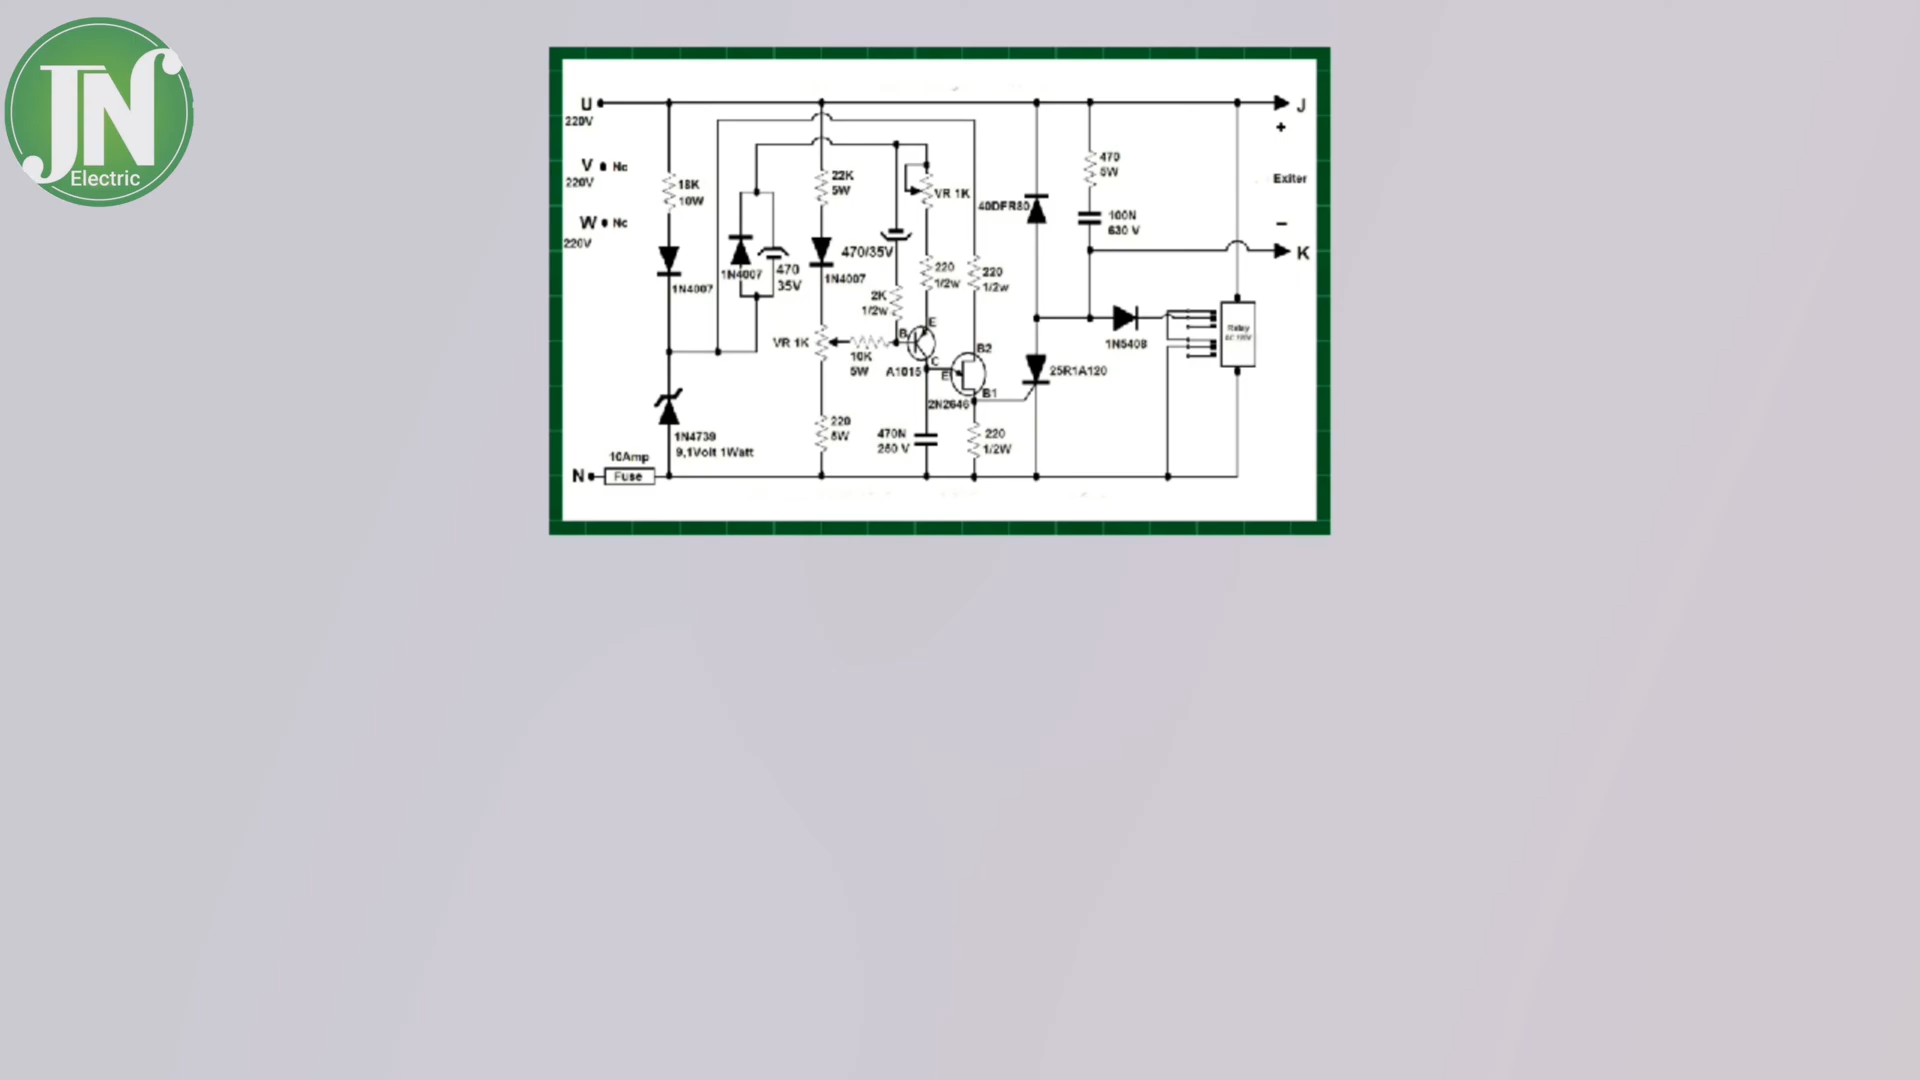 JN
Electric
U
220V
V Nc
220V
W Nc
220V
N
10Amp
Fuse
18K
10W
1N4007
1N4739
9,1Volt 1Watt
1N4007
470
35V
22K
5W
1N4007
VR 1K
220
5W
10K
5W
470/35V
2K
1/2w
VR 1K
220
1/2w
220
1/2w
B
E
C
A1015
E
B2
B1
2N2646
470N
250 V
220
1/2W
40DFR80
25R1A120
470
5W
100N
630 V
1N5408
Relay
J
+
Exiter
−
K